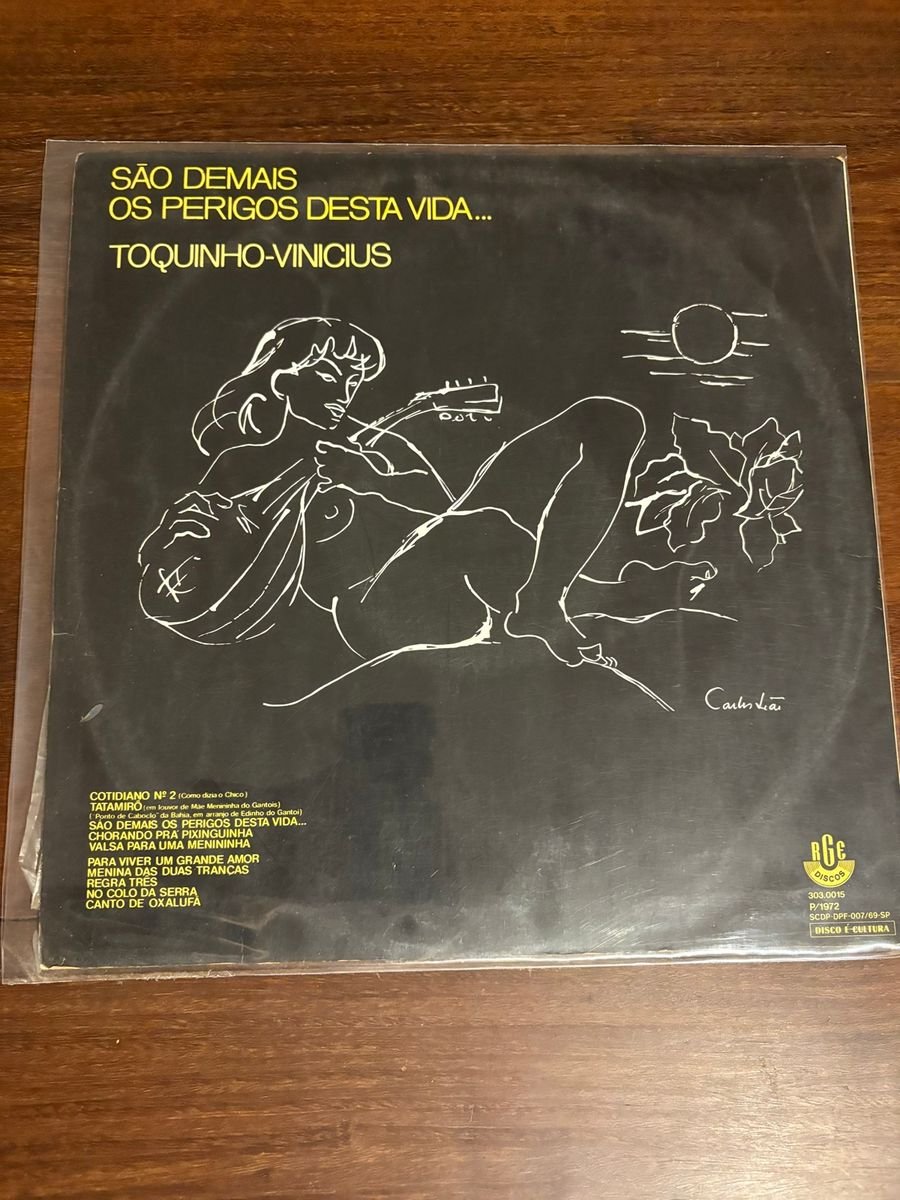 SÃO DEMAIS
OS PERIGOS DESTA VIDA...
TOQUINHO-VINICIUS
Carlos Leão
COTIDIANO Nº 2 (Como dizia o Chico)
TATAMIRÔ (em louvor de Mãe Menininha do Gantois)
("Ponto de Caboclo" da Bahia, em arranjo de Edinho do Gantoi)
SÃO DEMAIS OS PERIGOS DESTA VIDA...
CHORANDO PRÁ PIXINGUINHA
VALSA PARA UMA MENININHA
PARA VIVER UM GRANDE AMOR
MENINA DAS DUAS TRANÇAS
REGRA TRÊS
NO COLO DA SERRA
CANTO DE OXALUFÃ
RGE
DISCOS
303.0015
P/1972
SCDP-DPF-007/69-SP
DISCO É CULTURA